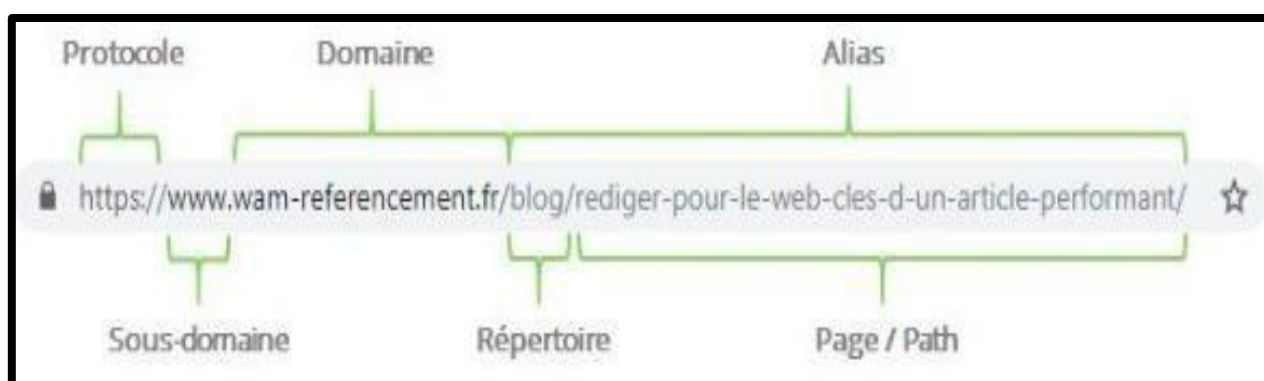 Protocole Domaine Alias
https://www.wam-referencement.fr/blog/rediger-pour-le-web-cles-d-un-article-performant/
Sous-domaine Répertoire Page / Path